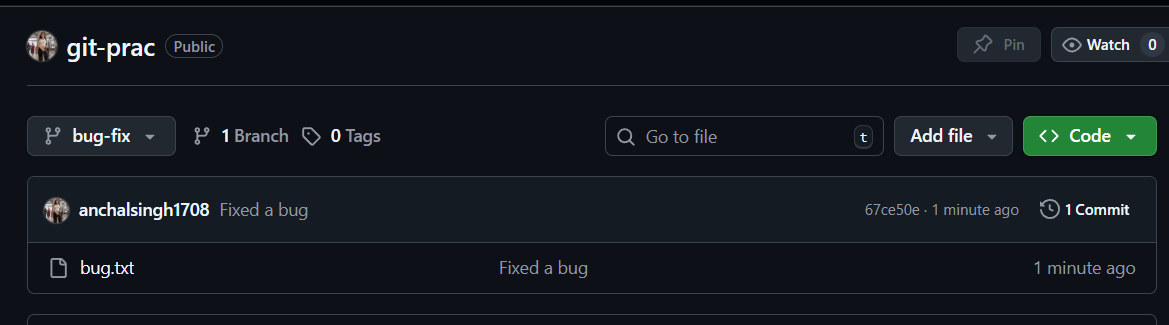 git-prac Public Pin Watch 0
bug-fix 1 Branch 0 Tags Go to file t Add file Code
anchalsingh1708 Fixed a bug 67ce50e · 1 minute ago 1 Commit
bug.txt Fixed a bug 1 minute ago